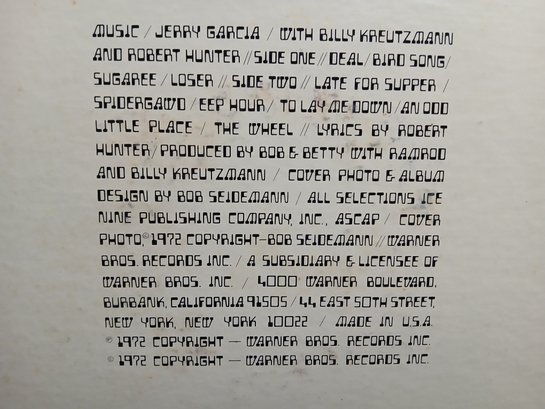 MUSIC / JERRY GARCIA / WITH BILLY KREUTZMANN
AND ROBERT HUNTER // SIDE ONE // DEAL / BIRD SONG /
SUGAREE / LOSER // SIDE TWO // LATE FOR SUPPER /
SPIDERGAWD / EEP HOUR / TO LAY ME DOWN / AN ODD
LITTLE PLACE / THE WHEEL // LYRICS BY ROBERT
HUNTER / PRODUCED BY BOB & BETTY WITH RAMROD
AND BILLY KREUTZMANN / COVER PHOTO & ALBUM
DESIGN BY BOB SEIDEMANN / ALL SELECTIONS ICE
NINE PUBLISHING COMPANY, INC., ASCAP / COVER
PHOTO, © 1972 COPYRIGHT-BOB SEIDEMANN // WARNER
BROS. RECORDS INC. / A SUBSIDIARY & LICENSEE OF
WARNER BROS. INC. / 4000 WARNER BOULEVARD,
BURBANK, CALIFORNIA 91505 / 44 EAST 50TH STREET,
NEW YORK, NEW YORK 10022 / MADE IN U.S.A.
℗ 1972 COPYRIGHT — WARNER BROS. RECORDS INC.
© 1972 COPYRIGHT — WARNER BROS. RECORDS INC.